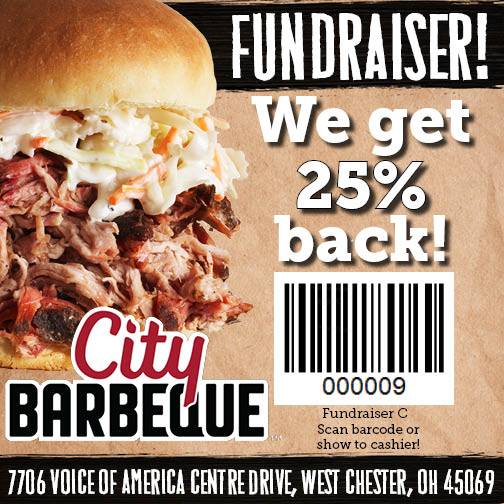 FUNDRAISER!
We get
25%
back!
000009
Fundraiser C
Scan barcode or
show to cashier!
City
BARBEQUE
TM
7706 VOICE OF AMERICA CENTRE DRIVE, WEST CHESTER, OH 45069